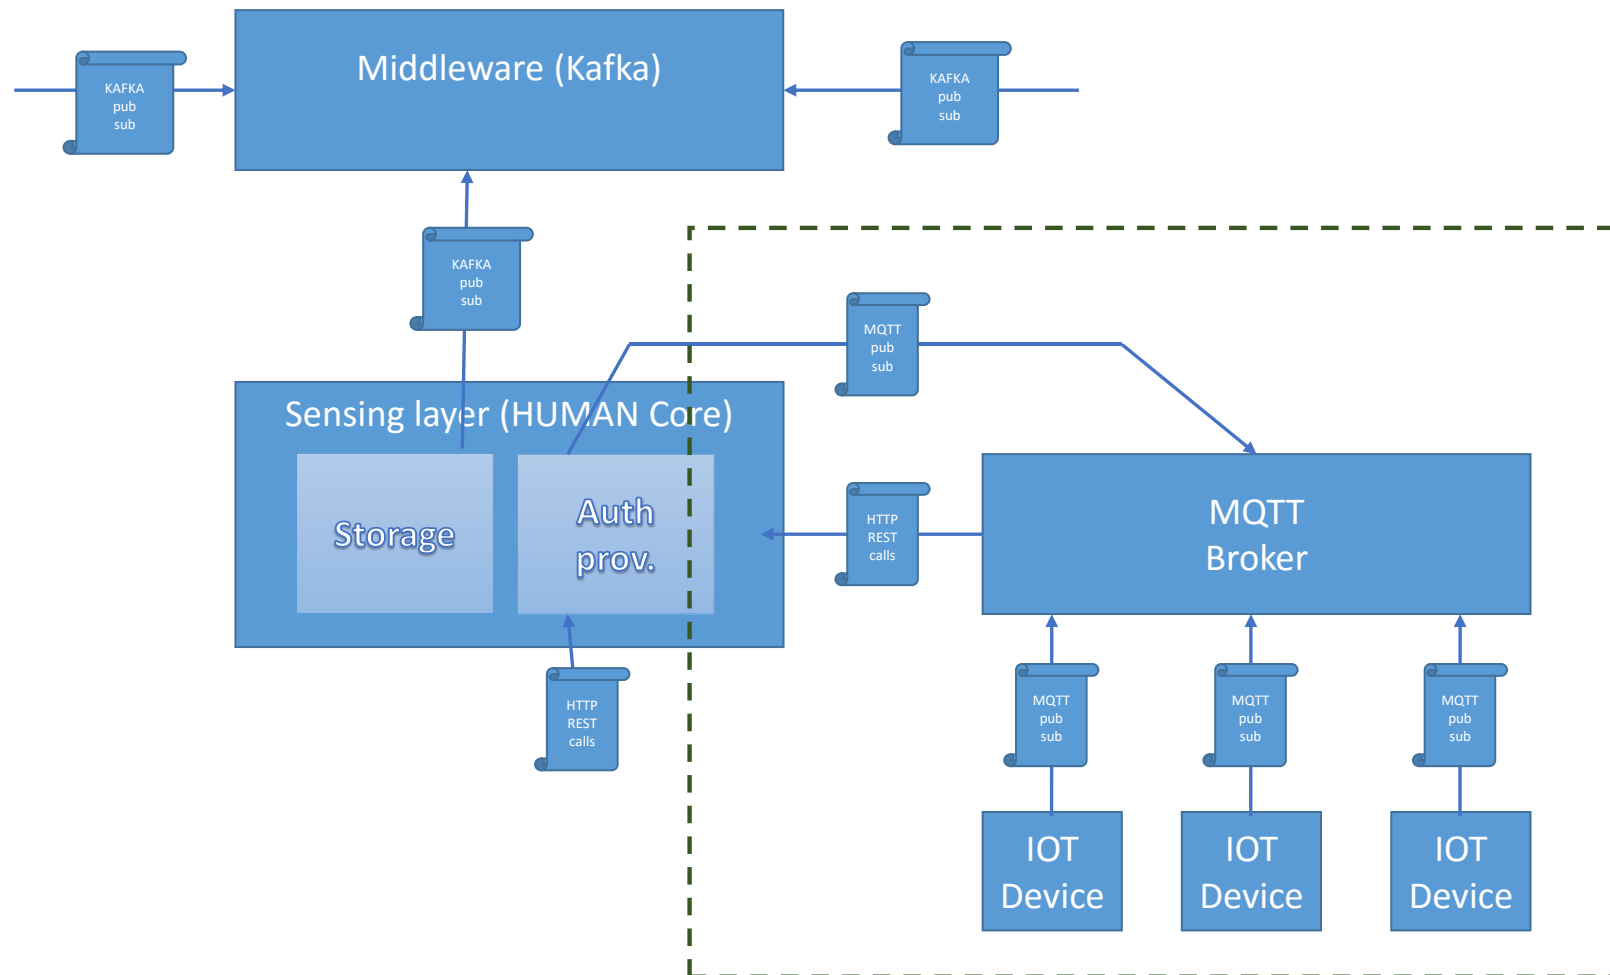 Middleware (Kafka)
KAFKA
pub
sub
KAFKA
pub
sub
KAFKA
pub
sub
MQTT
pub
sub
Sensing layer (HUMAN Core)
Storage
Auth
prov.
HTTP
REST
calls
MQTT
Broker
HTTP
REST
calls
MQTT
pub
sub
MQTT
pub
sub
MQTT
pub
sub
IOT
Device
IOT
Device
IOT
Device